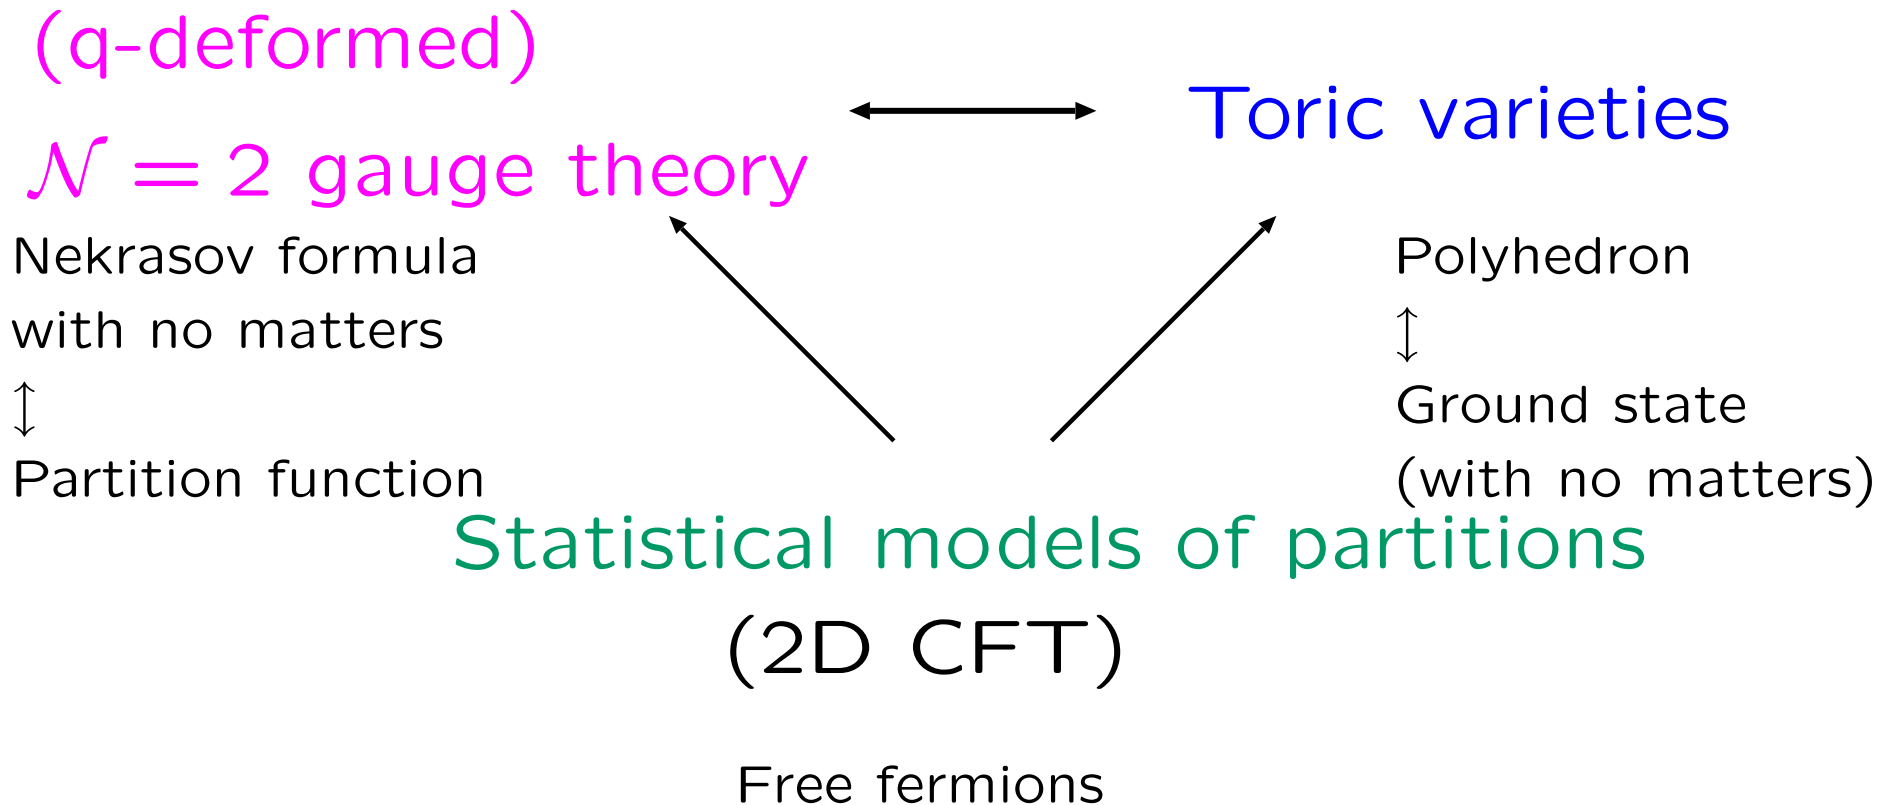 (q-deformed)
𝒩 = 2 gauge theory
Toric varieties
Nekrasov formula
with no matters
↕
Partition function
Polyhedron
↕
Ground state
(with no matters)
Statistical models of partitions
(2D CFT)
Free fermions